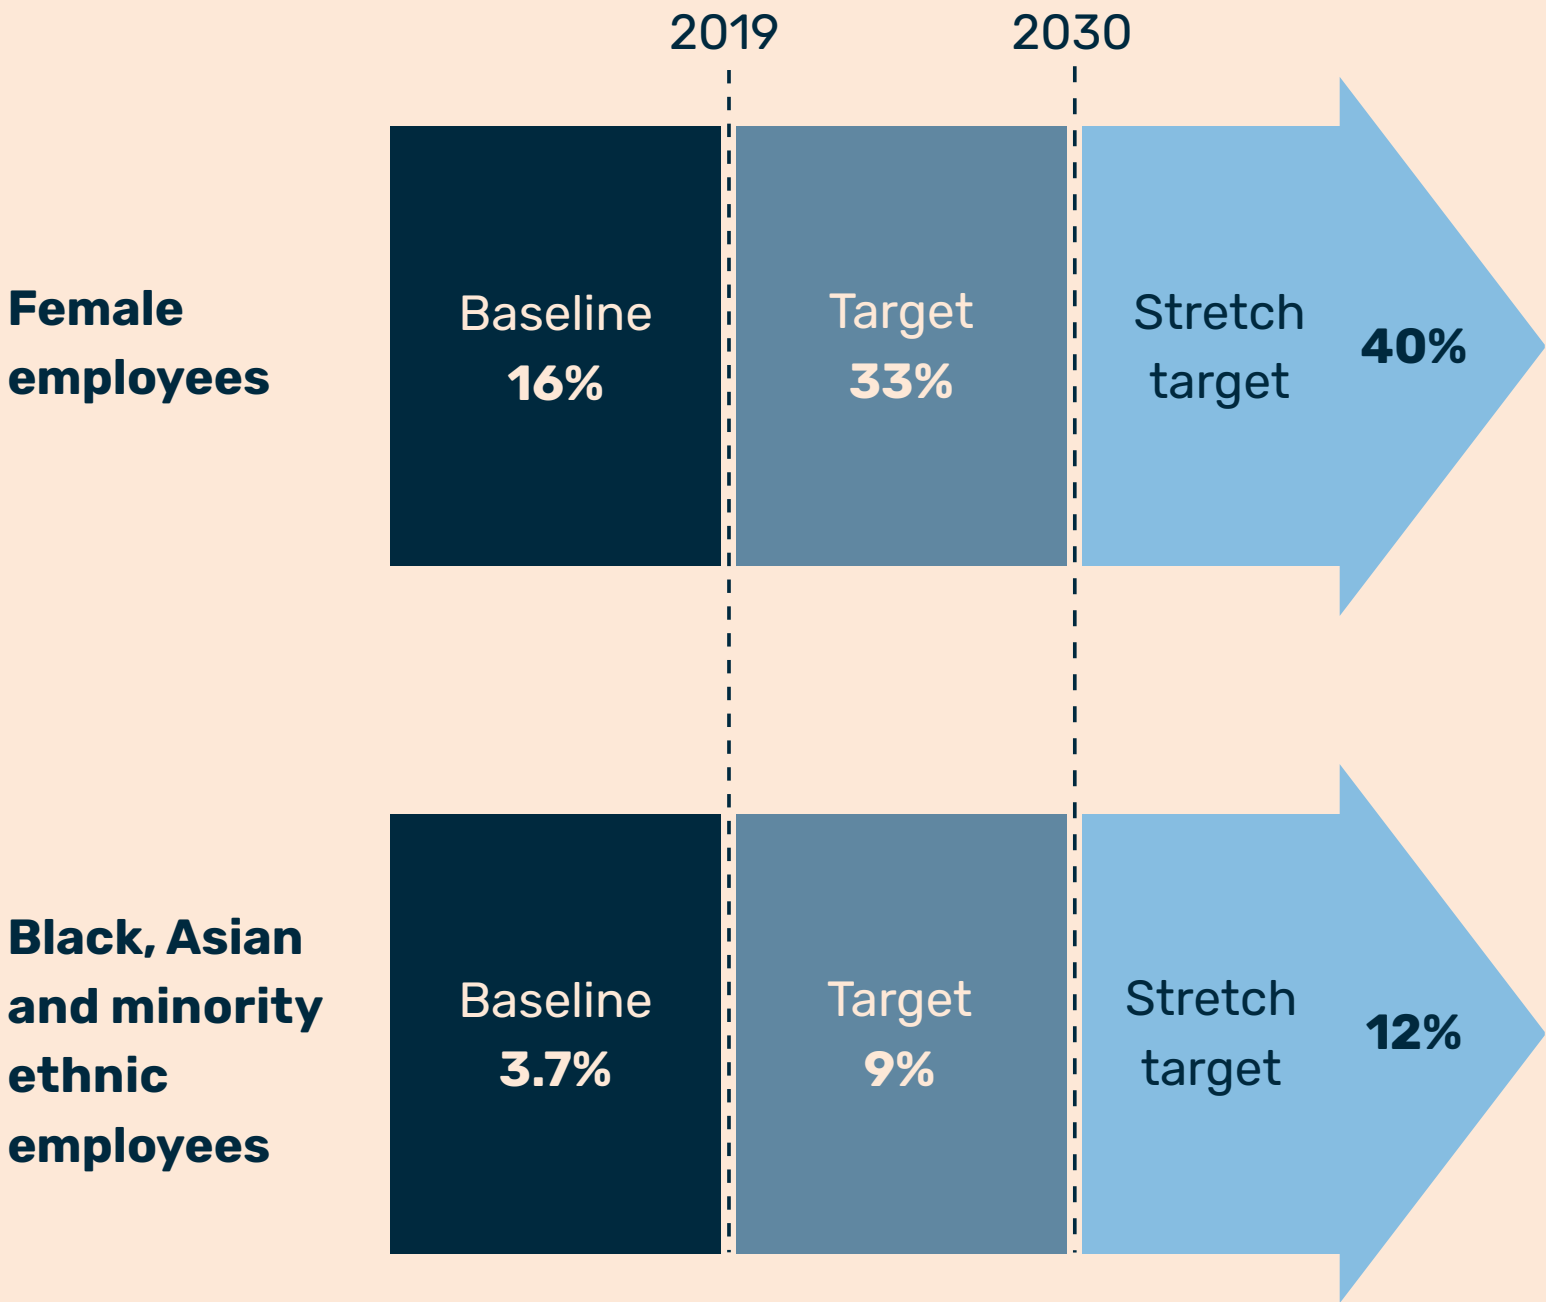 2019
2030
Female
employees
Baseline
16%
Target
33%
Stretch
target
40%
Black, Asian
and minority
ethnic
employees
Baseline
3.7%
Target
9%
Stretch
target
12%